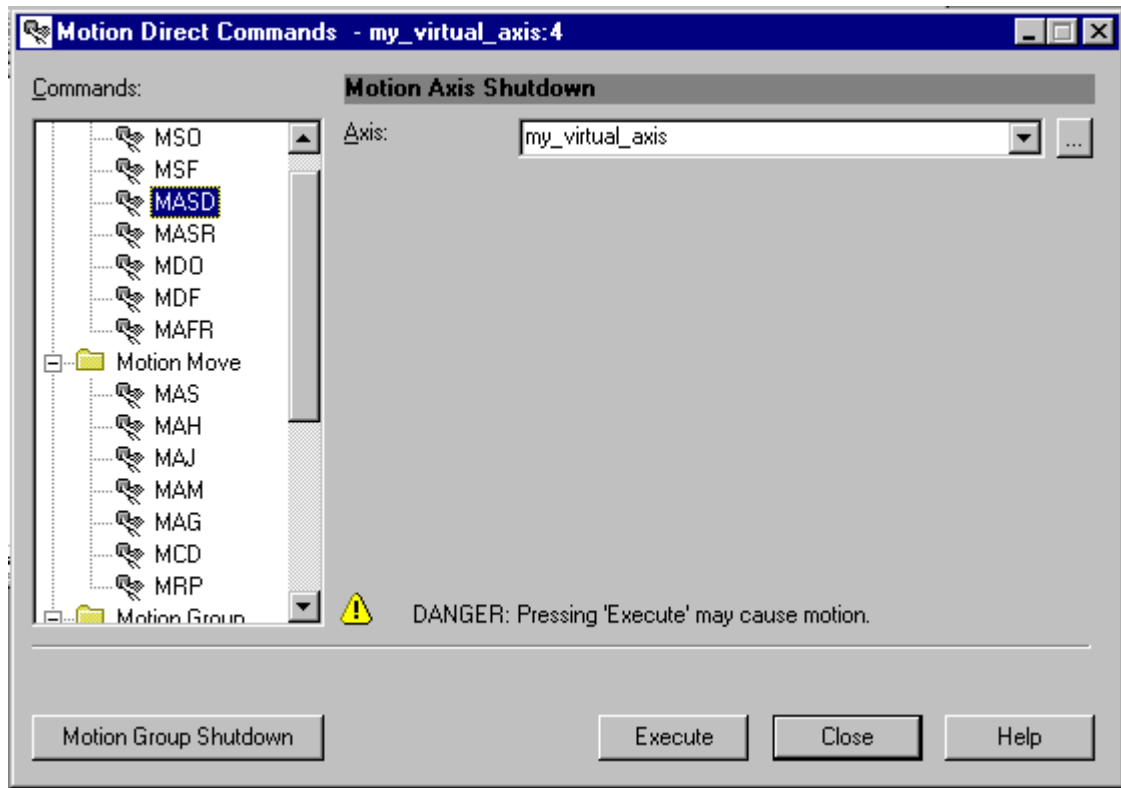 Motion Direct Commands - my_virtual_axis:4
Commands:
MSO
MSF
MASD
MASR
MDO
MDF
MAFR
Motion Move
MAS
MAH
MAJ
MAM
MAG
MCD
MRP
Motion Group
Motion Axis Shutdown
Axis:
my_virtual_axis
...
DANGER: Pressing 'Execute' may cause motion.
Motion Group Shutdown
Execute
Close
Help